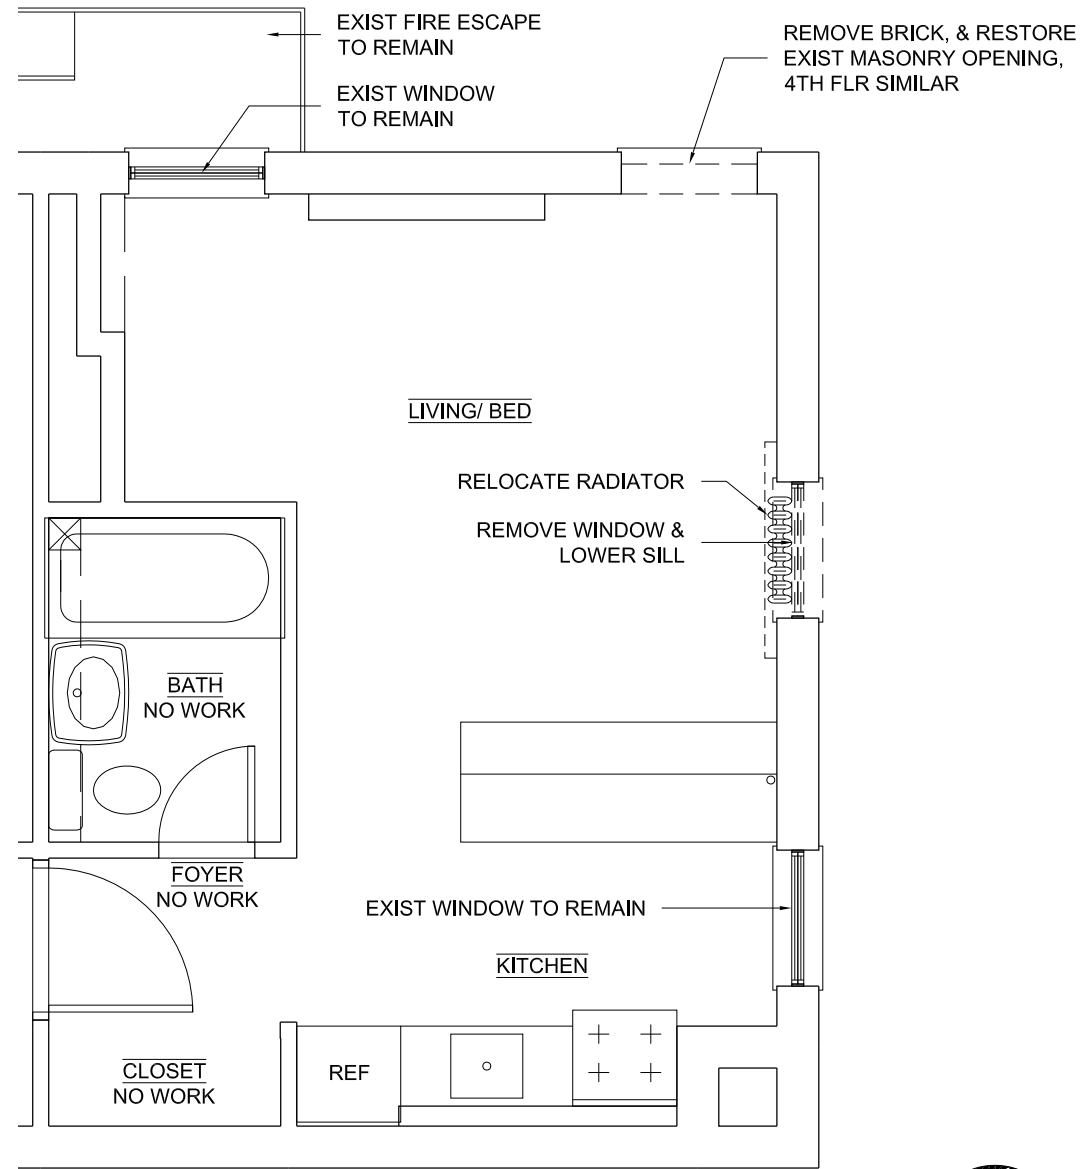 EXIST FIRE ESCAPE
TO REMAIN
REMOVE BRICK, & RESTORE
EXIST MASONRY OPENING,
4TH FLR SIMILAR
EXIST WINDOW
TO REMAIN
LIVING/ BED
RELOCATE RADIATOR
REMOVE WINDOW &
LOWER SILL
BATH
NO WORK
FOYER
NO WORK
EXIST WINDOW TO REMAIN
KITCHEN
CLOSET
NO WORK
REF